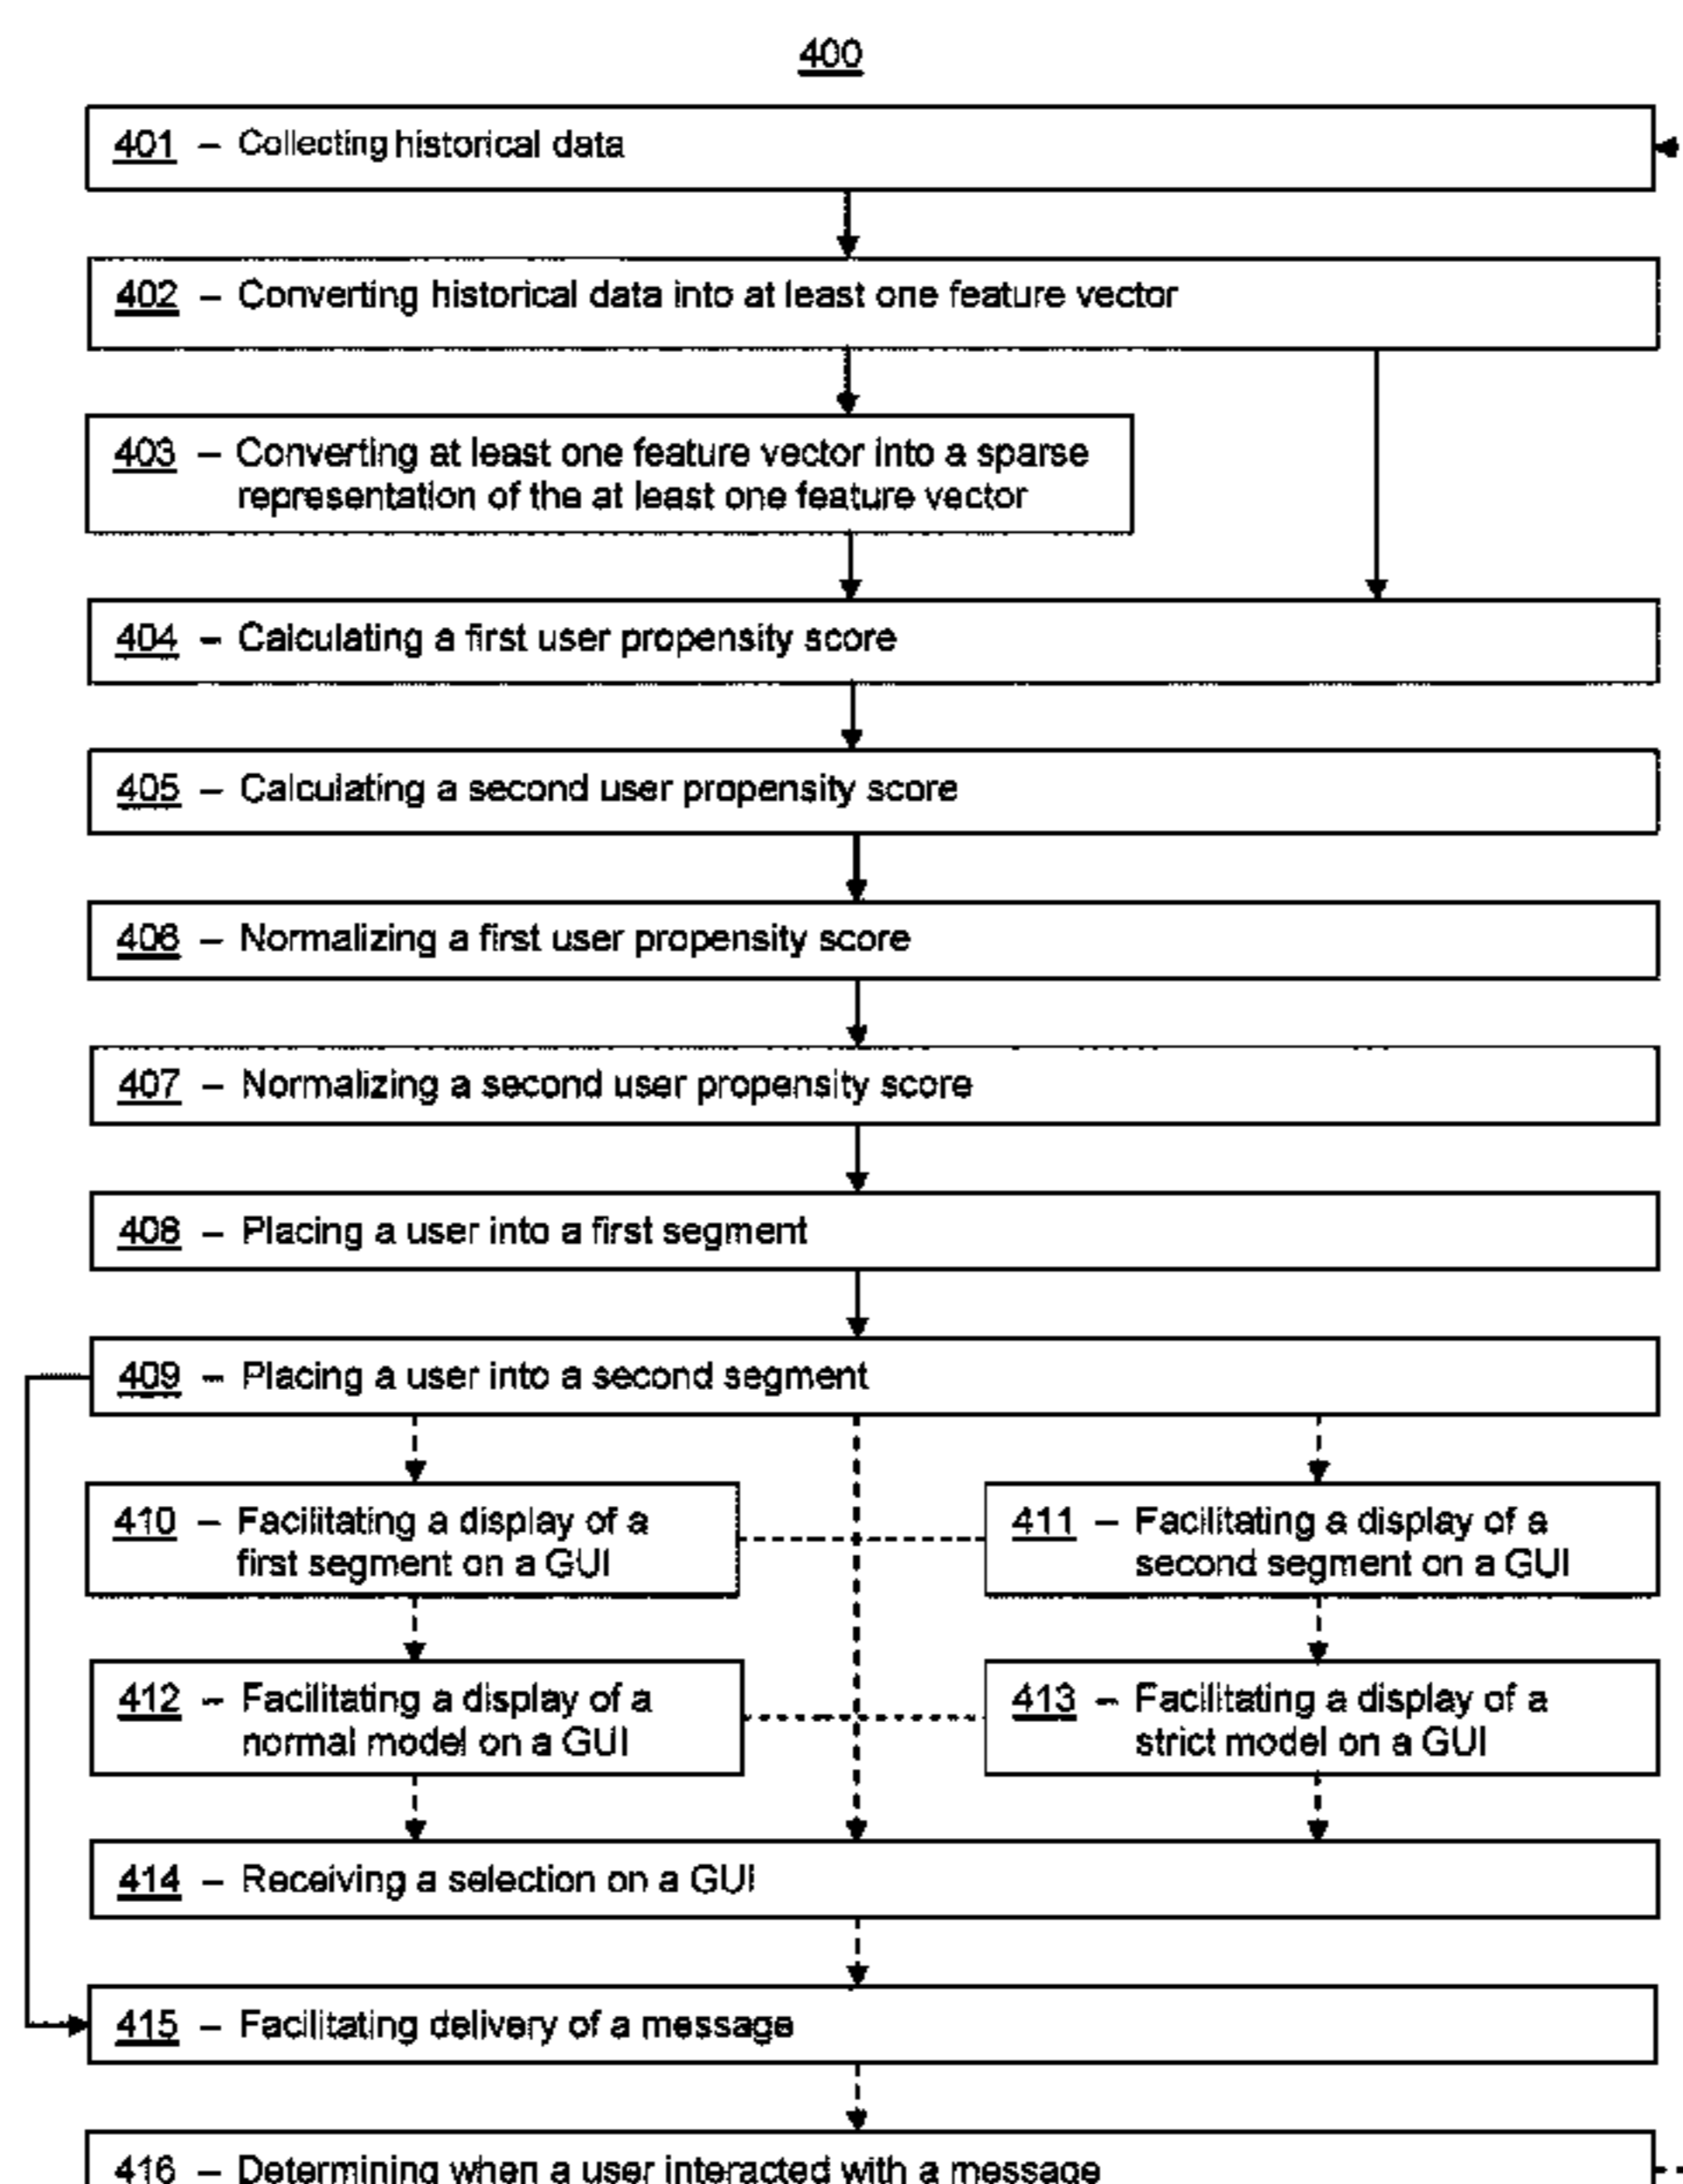 400
401 – Collecting historical data
402 – Converting historical data into at least one feature vector
403 – Converting at least one feature vector into a sparse
representation of the at least one feature vector
404 – Calculating a first user propensity score
405 – Calculating a second user propensity score
406 – Normalizing a first user propensity score
407 – Normalizing a second user propensity score
408 – Placing a user into a first segment
409 – Placing a user into a second segment
410 – Facilitating a display of a
first segment on a GUI
411 – Facilitating a display of a
second segment on a GUI
412 – Facilitating a display of a
normal model on a GUI
413 – Facilitating a display of a
strict model on a GUI
414 – Receiving a selection on a GUI
415 – Facilitating delivery of a message
416 – Determining when a user interacted with a message